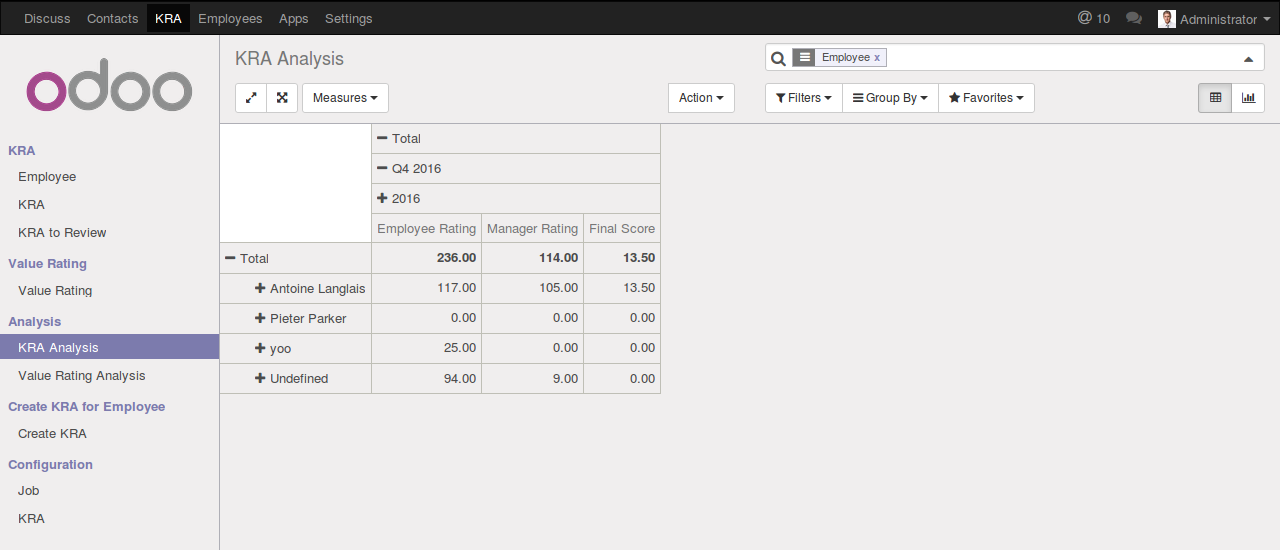 Discuss Contacts KRA Employees Apps Settings @ 10 Administrator
odoo
KRA
Employee
KRA
KRA to Review
Value Rating
Value Rating
Analysis
KRA Analysis
Value Rating Analysis
Create KRA for Employee
Create KRA
Configuration
Job
KRA
KRA Analysis
Employee x
Measures Action Filters Group By Favorites
Total
Q4 2016
2016
Employee Rating Manager Rating Final Score
Total 236.00 114.00 13.50
Antoine Langlais 117.00 105.00 13.50
Pieter Parker 0.00 0.00 0.00
yoo 25.00 0.00 0.00
Undefined 94.00 9.00 0.00